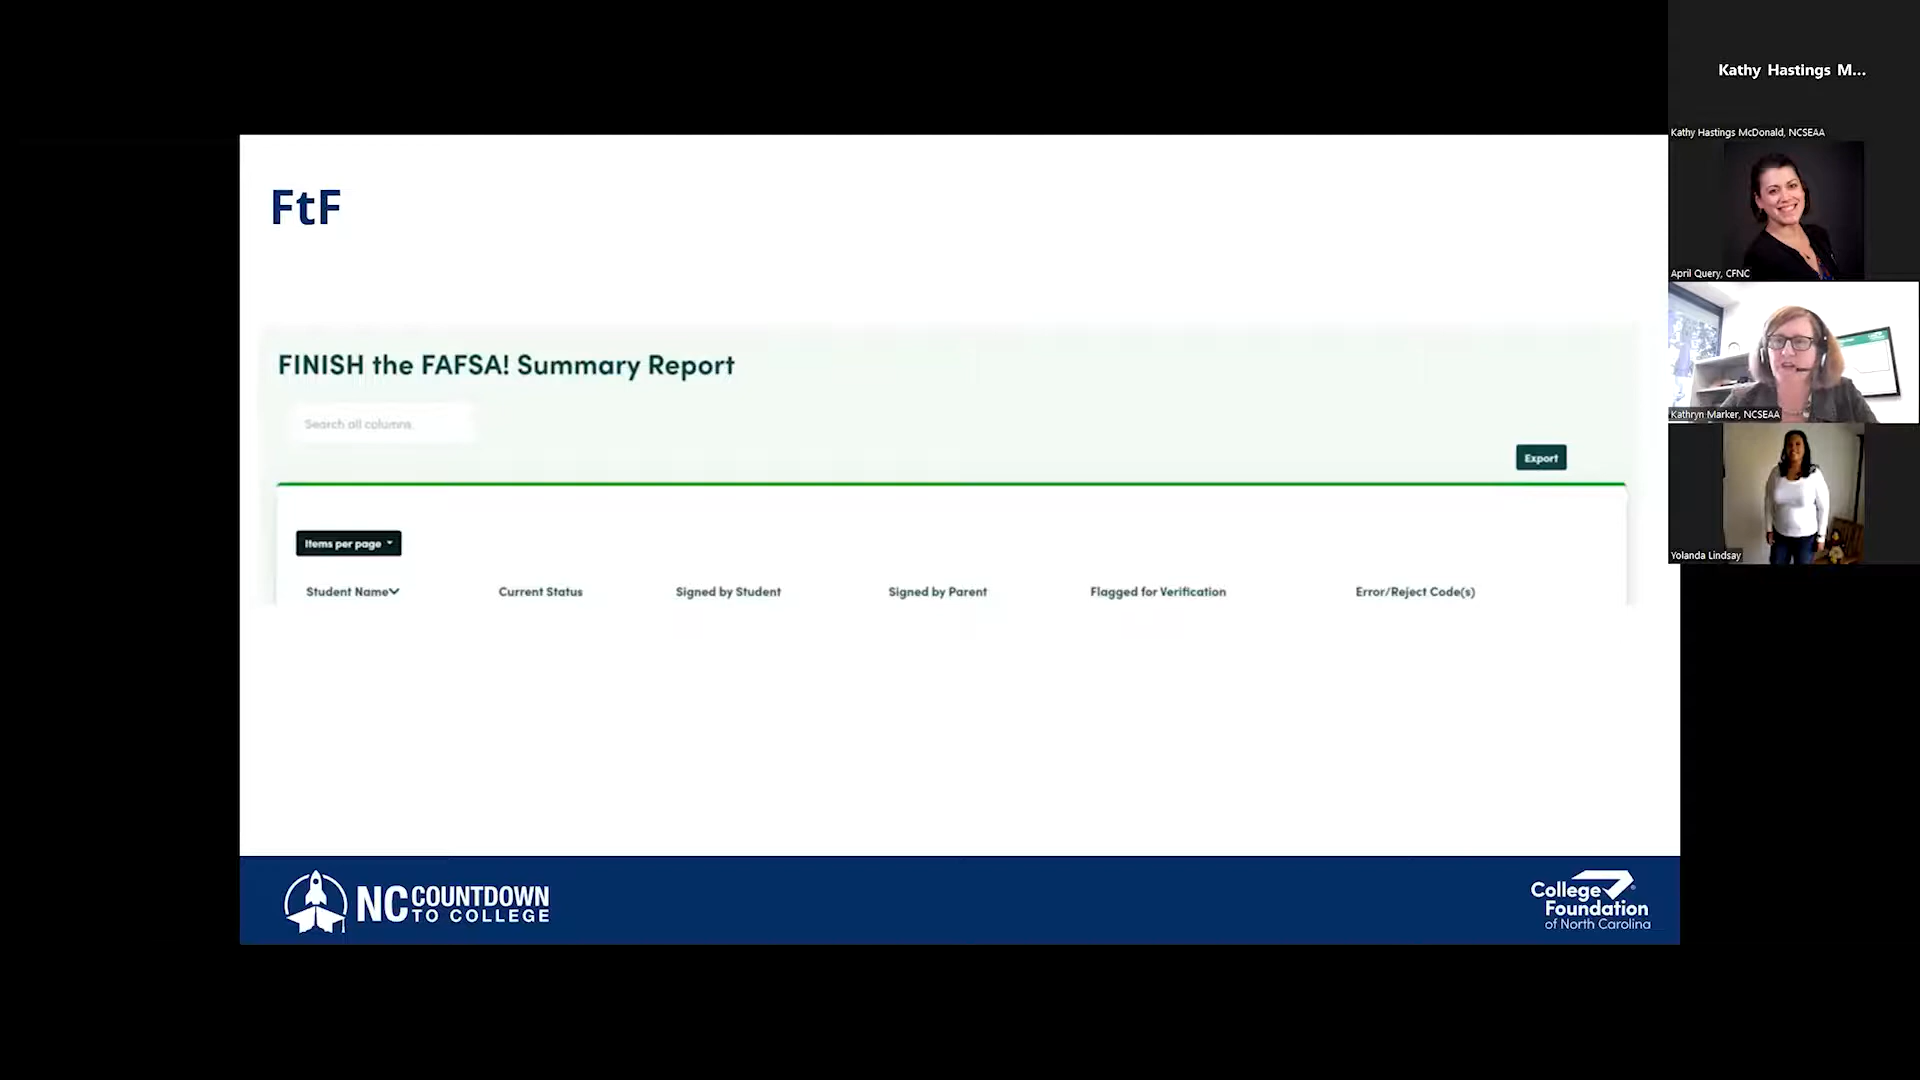 FtF
FINISH the FAFSA! Summary Report
Search all columns
Export
Items per page
Student Name
Current Status
Signed by Student
Signed by Parent
Flagged for Verification
Error/Reject Code(s)
NC COUNTDOWN
TO COLLEGE
College
Foundation
of North Carolina
Kathy Hastings M...
Kathy Hastings McDonald, NCSEAA
April Query, CFNC
Kathryn Marker, NCSEAA
Yolanda Lindsay